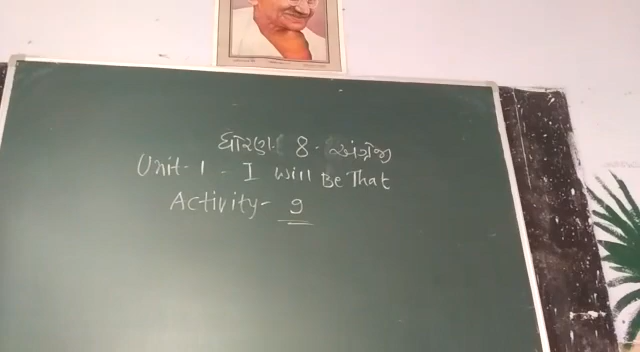 ધોરણ 8. અંગ્રેજી
Unit-1 - I Will Be That
Activity- 9